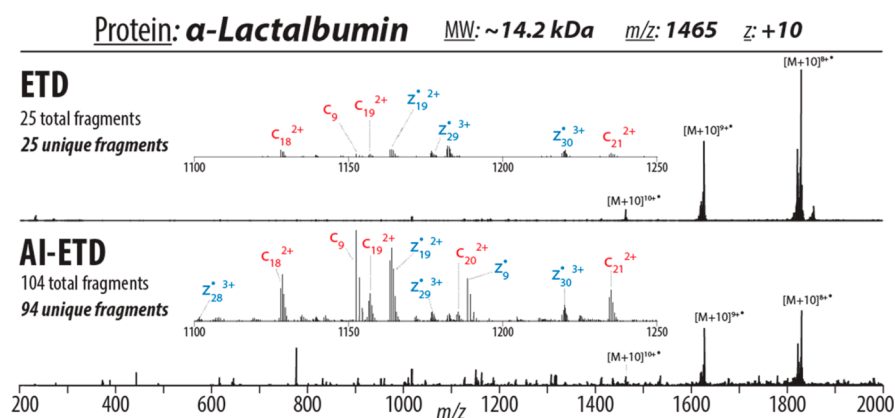 Protein: α-Lactalbumin MW: ~14.2 kDa m/z: 1465 z: +10
ETD
25 total fragments
25 unique fragments
C18 2+
C9
C19 2+
Z•19 2+
Z•29 3+
Z•30 3+
C21 2+
1100 1150 1200 1250
[M+10]10+•
[M+10]9+•
[M+10]8+•
AI-ETD
104 total fragments
94 unique fragments
Z•28 3+
C18 2+
C9
C19 2+
Z•19 2+
Z•29 3+
C20 2+
Z•9
Z•30 3+
C21 2+
1100 1150 1200 1250
[M+10]10+•
[M+10]9+•
[M+10]8+•
200 400 600 800 1000 1200 1400 1600 1800 2000
m/z